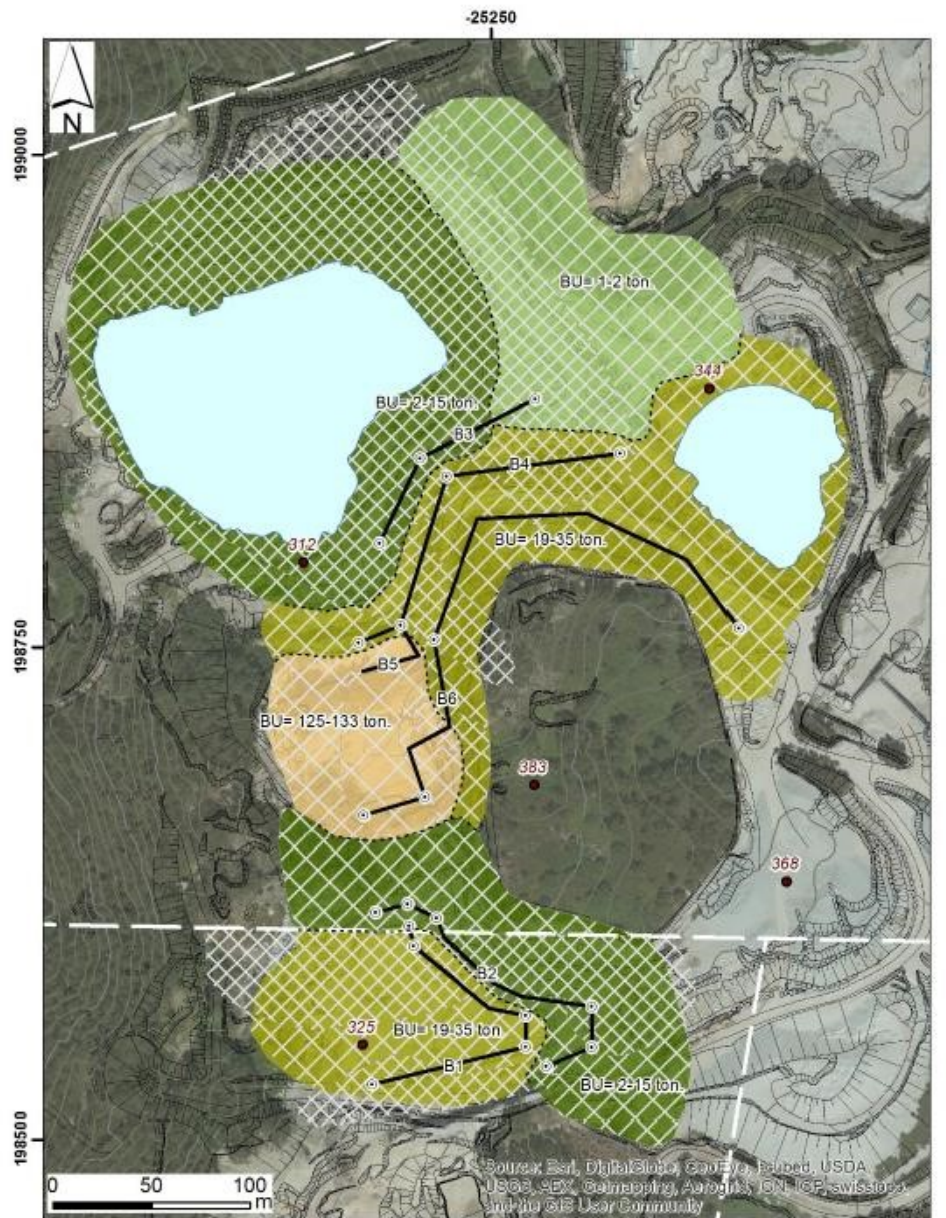 -25250
N
199000
BU= 1-2 ton.
344
BU= 2-15 ton.
B3
B4
BU= 19-35 ton.
312
198750
B5
B6
BU= 125-133 ton.
383
368
B2
325
BU= 19-35 ton
B1
BU= 2-15 ton.
198500
0 50 100
m
Source: Esri, DigitalGlobe, GeoEye, i-cubed, USDA
USGS, AEX, Getmapping, Aerogrid, IGN, IGP, swisstopo,
and the GIS User Community